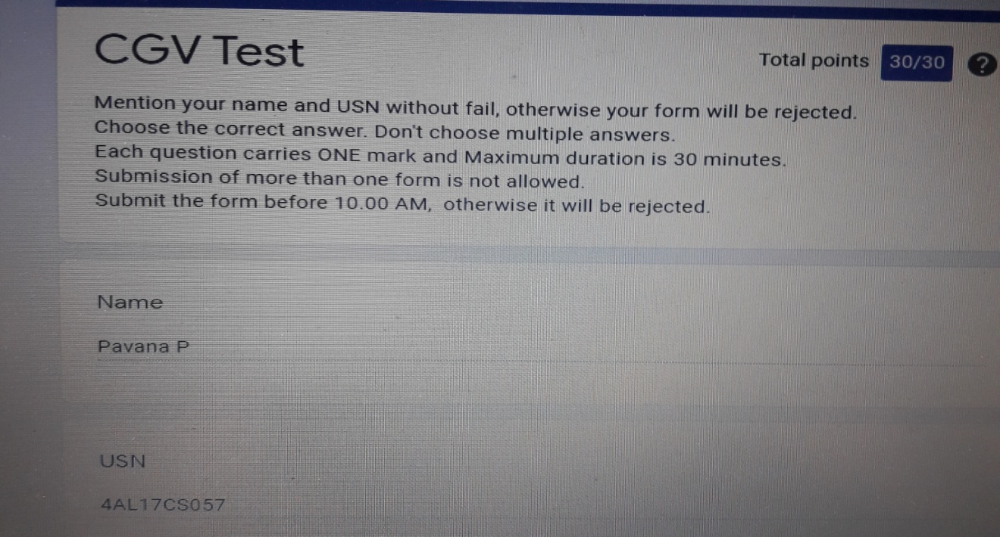 CGV Test
Total points 30/30 ?
Mention your name and USN without fail, otherwise your form will be rejected.
Choose the correct answer. Don't choose multiple answers.
Each question carries ONE mark and Maximum duration is 30 minutes.
Submission of more than one form is not allowed.
Submit the form before 10.00 AM,  otherwise it will be rejected.
Name
Pavana P
USN
4AL17CS057